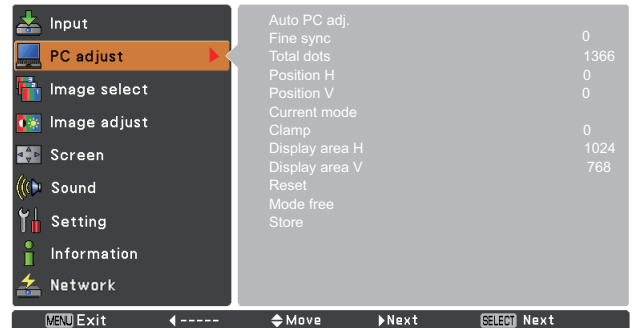 Input
PC adjust
Image select
Image adjust
Screen
Sound
Setting
Information
Network
Auto PC adj.
Fine sync 0
Total dots 1366
Position H 0
Position V 0
Current mode
Clamp 0
Display area H 1024
Display area V 768
Reset
Mode free
Store
MENU Exit ----- Move Next SELECT Next